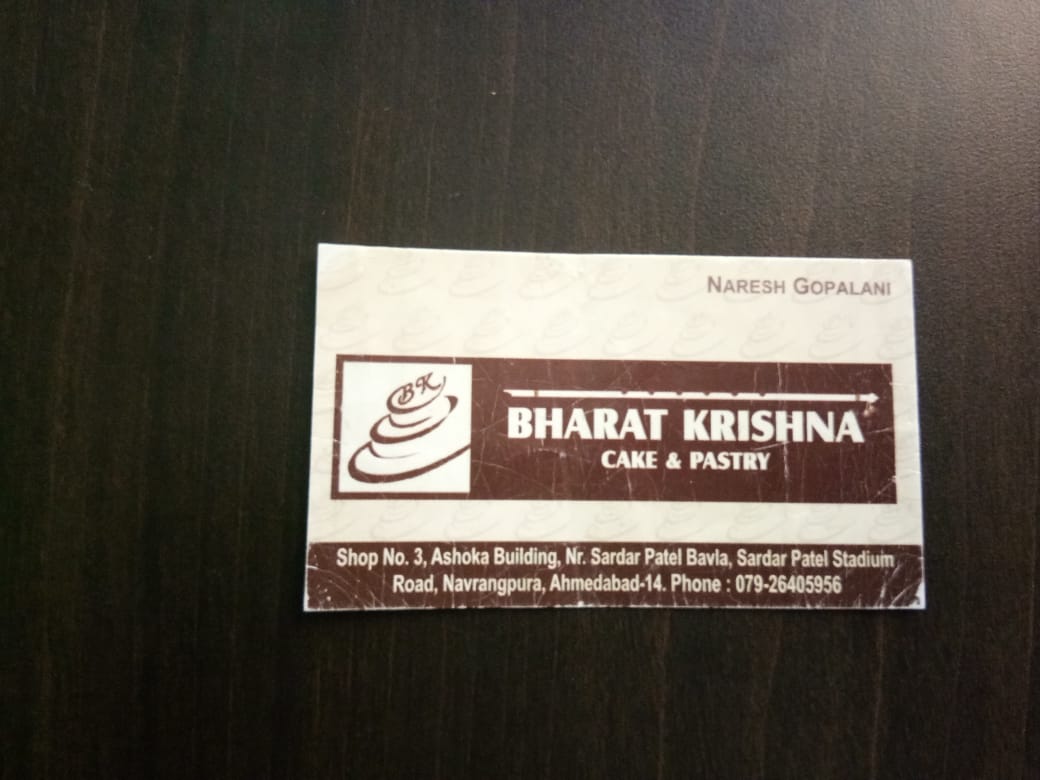 NARESH GOPALANI
BK
BHARAT KRISHNA
CAKE & PASTRY
Shop No. 3, Ashoka Building, Nr. Sardar Patel Bavla, Sardar Patel Stadium
Road, Navrangpura, Ahmedabad-14. Phone : 079-26405956